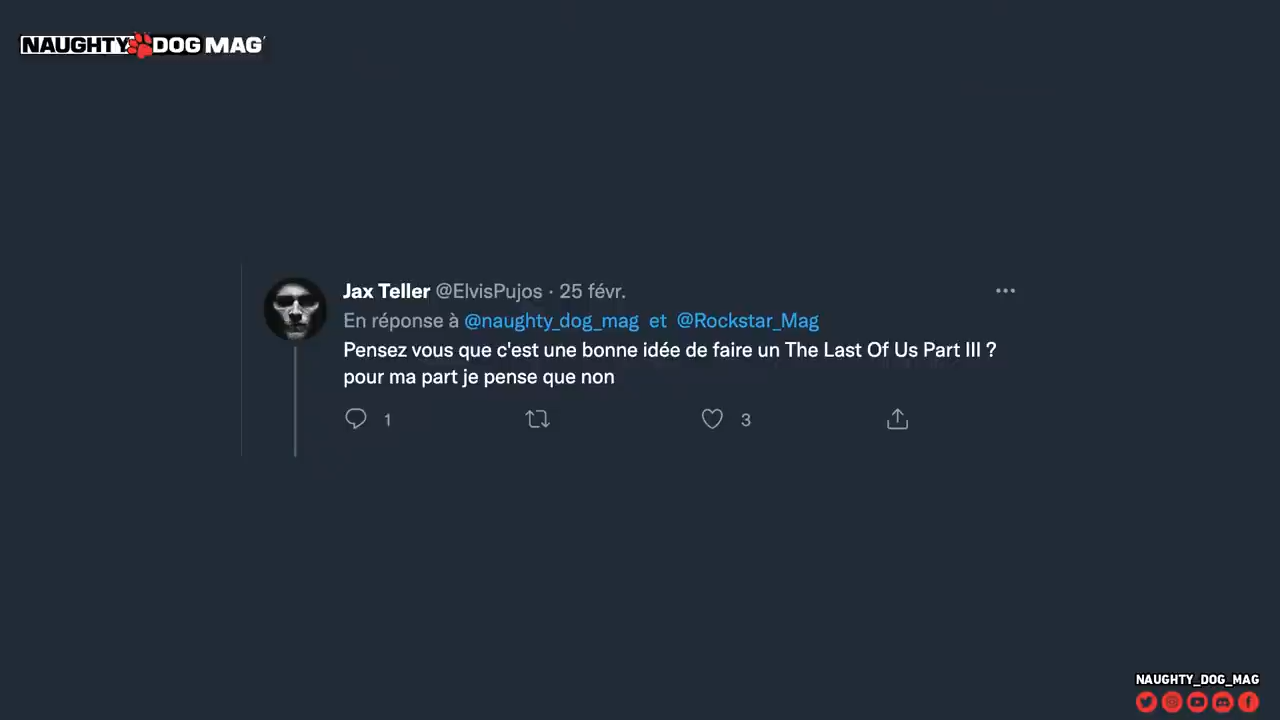 NAUGHTY DOG MAG
Jax Teller @ElvisPujos · 25 févr.
En réponse à @naughty_dog_mag et @Rockstar_Mag
Pensez vous que c'est une bonne idée de faire un The Last Of Us Part III ?
pour ma part je pense que non
1 3
NAUGHTY_DOG_MAG